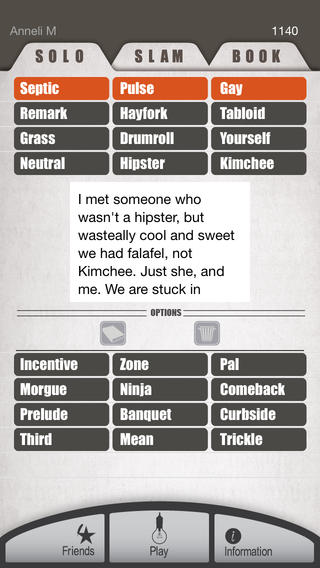 Anneli M 1140
SOLO SLAM BOOK
Septic Pulse Gay
Remark Hayfork Tabloid
Grass Drumroll Yourself
Neutral Hipster Kimchee
I met someone who
wasn't a hipster, but
wasteally cool and sweet
we had falafel, not
Kimchee. Just she, and
me. We are stuck in
OPTIONS
Incentive Zone Pal
Morgue Ninja Comeback
Prelude Banquet Curbside
Third Mean Trickle
Friends Play Information